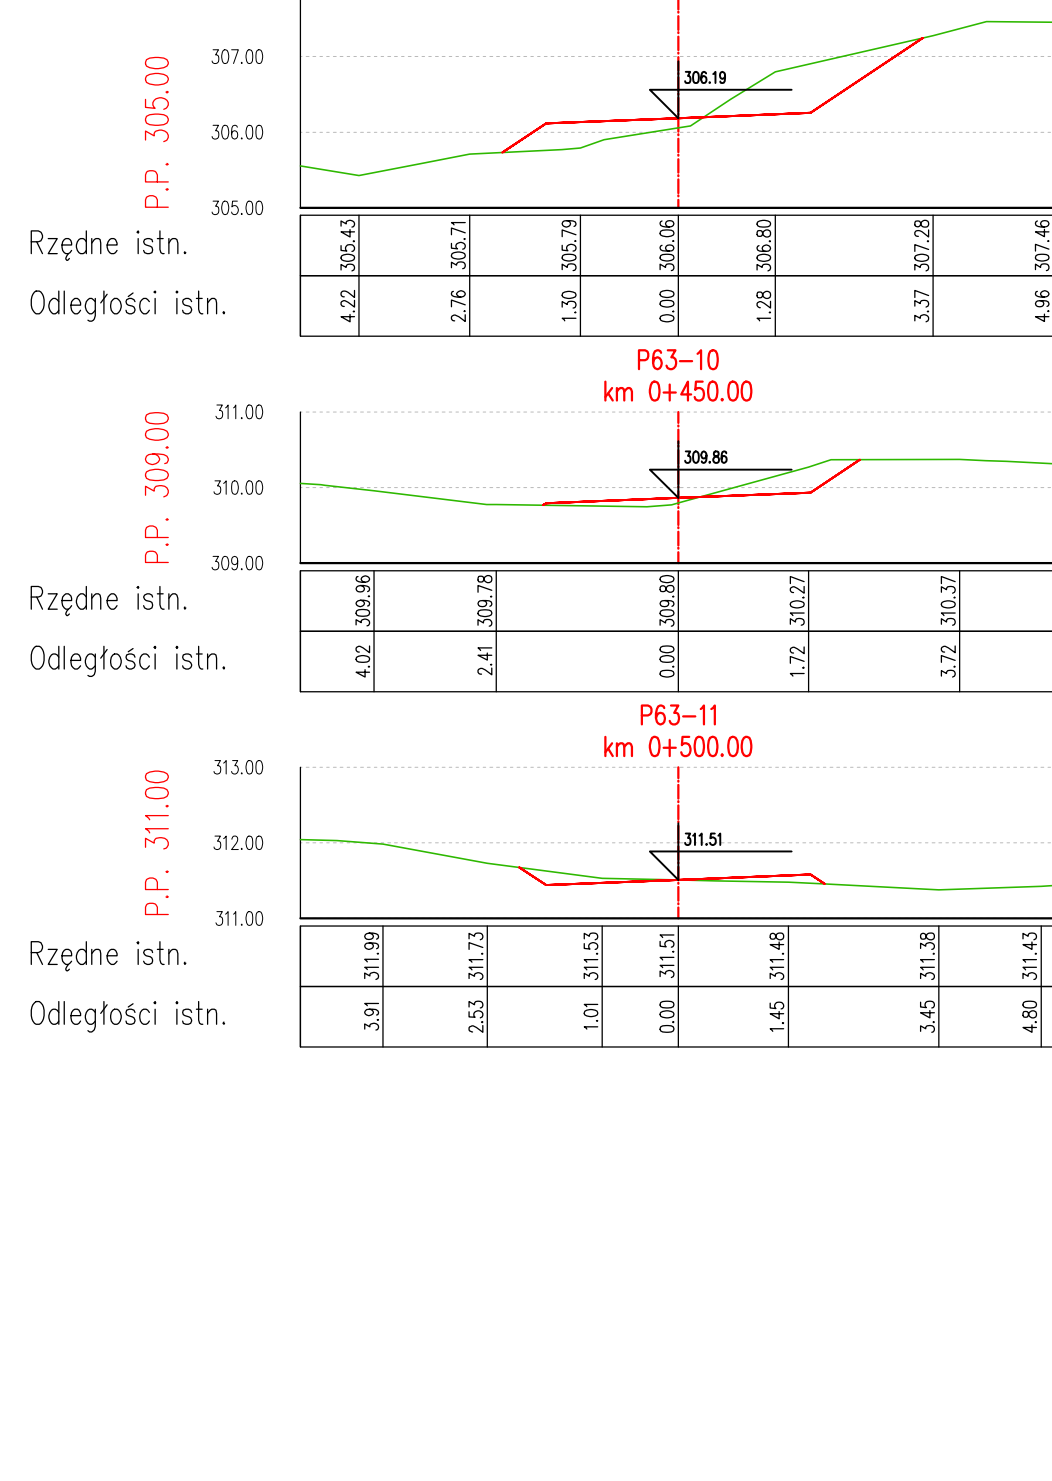 307.00
306.19
P.P. 305.00
306.00
305.00
Rzędne istn. 305.43 305.71 305.79 306.06 306.80 307.28 307.46
Odległości istn. 4.22 2.76 1.30 0.00 1.28 3.37 4.96
P63-10
km 0+450.00
311.00
P.P. 309.00
309.86
310.00
309.00
Rzędne istn. 309.96 309.78 309.80 310.27 310.37
Odległości istn. 4.02 2.41 0.00 1.72 3.72
P63-11
km 0+500.00
313.00
P.P. 311.00
312.00
311.51
311.00
Rzędne istn. 311.99 311.73 311.53 311.51 311.48 311.38 311.43
Odległości istn. 3.91 2.53 1.01 0.00 1.45 3.45 4.80